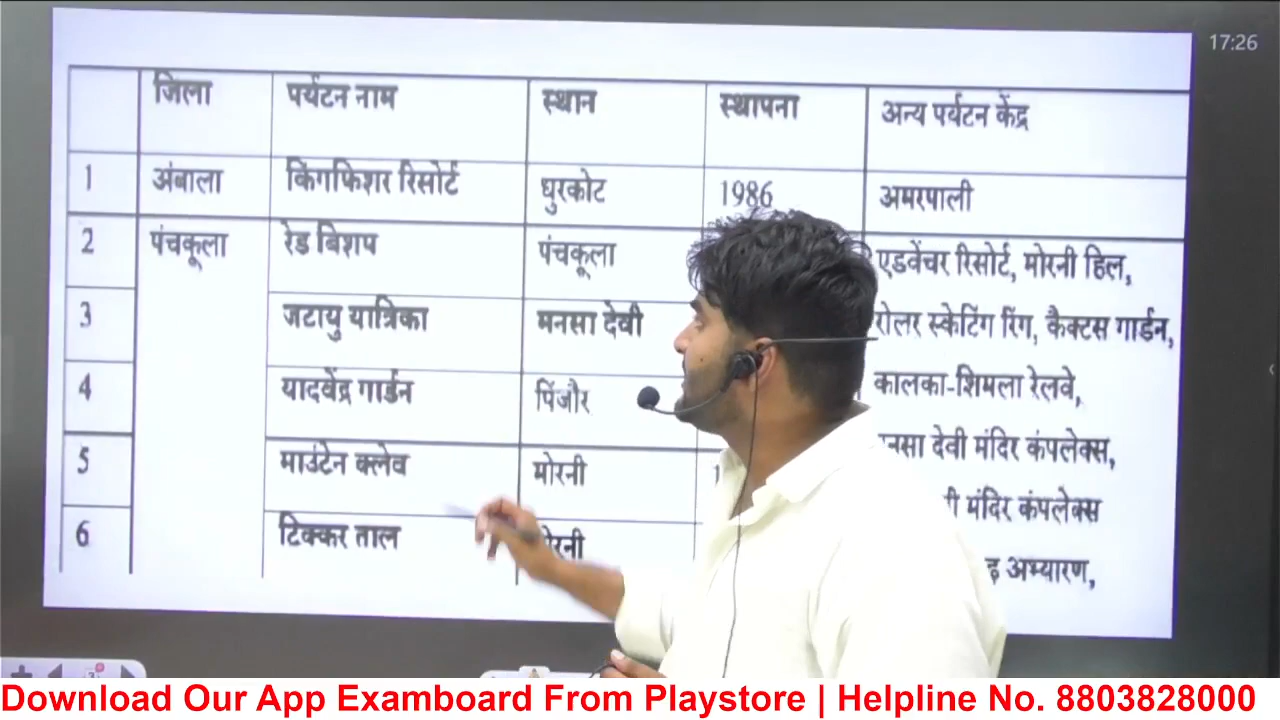 17:26
जिला पर्यटन नाम स्थान स्थापना अन्य पर्यटन केंद्र
1 अंबाला किंगफिशर रिसोर्ट धुरकोट 1986 अमरपाली
2 पंचकूला रेड बिशप पंचकूला एडवेंचर रिसोर्ट, मोरनी हिल,
3 जटायु यात्रिका मनसा देवी रोलर स्केटिंग रिंग, कैक्टस गार्डन,
4 यादवेंद्र गार्डन पिंजौर कालका-शिमला रेलवे,
5 माउंटेन क्लेव मोरनी मंदिर कंपलेक्स,
देवी
6 टिक्कर ताल मंदिर कंपलेक्स
अभ्यारण,
Download Our App Examboard From Playstore | Helpline No. 8803828000